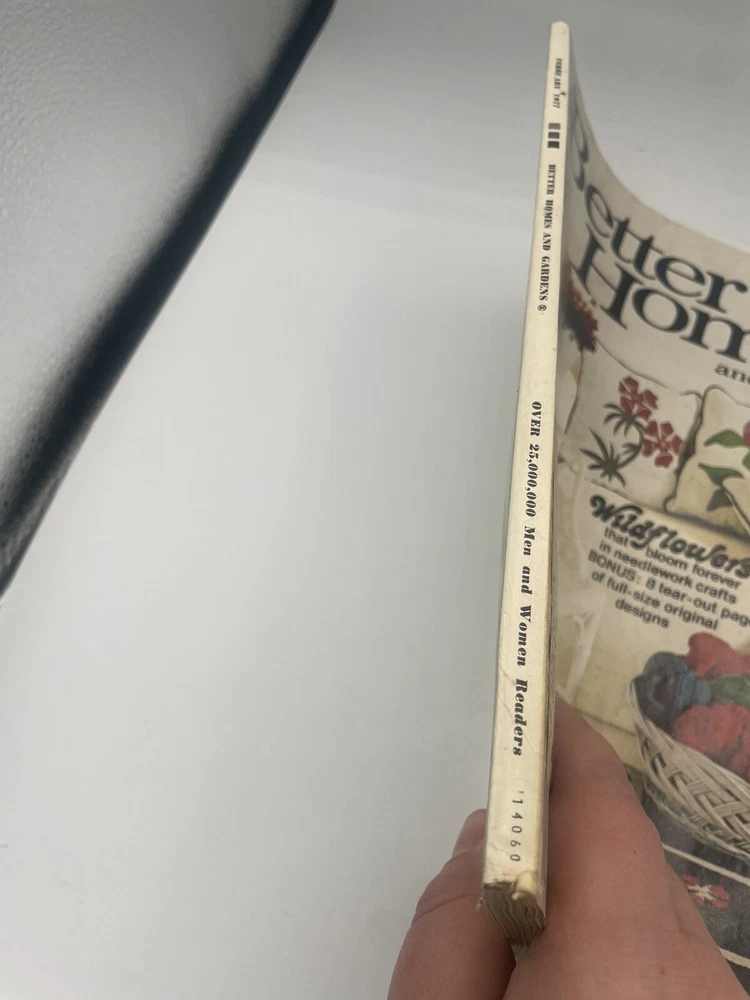 FEBRUARY 1977
BETTER HOMES AND GARDENS®
OVER 25,000,000 Men and Women Readers
'14060
Better
Hom
and
Wildflowers
that bloom forever
in needlework crafts
BONUS: 8 tear-out pag
of full-size original
designs